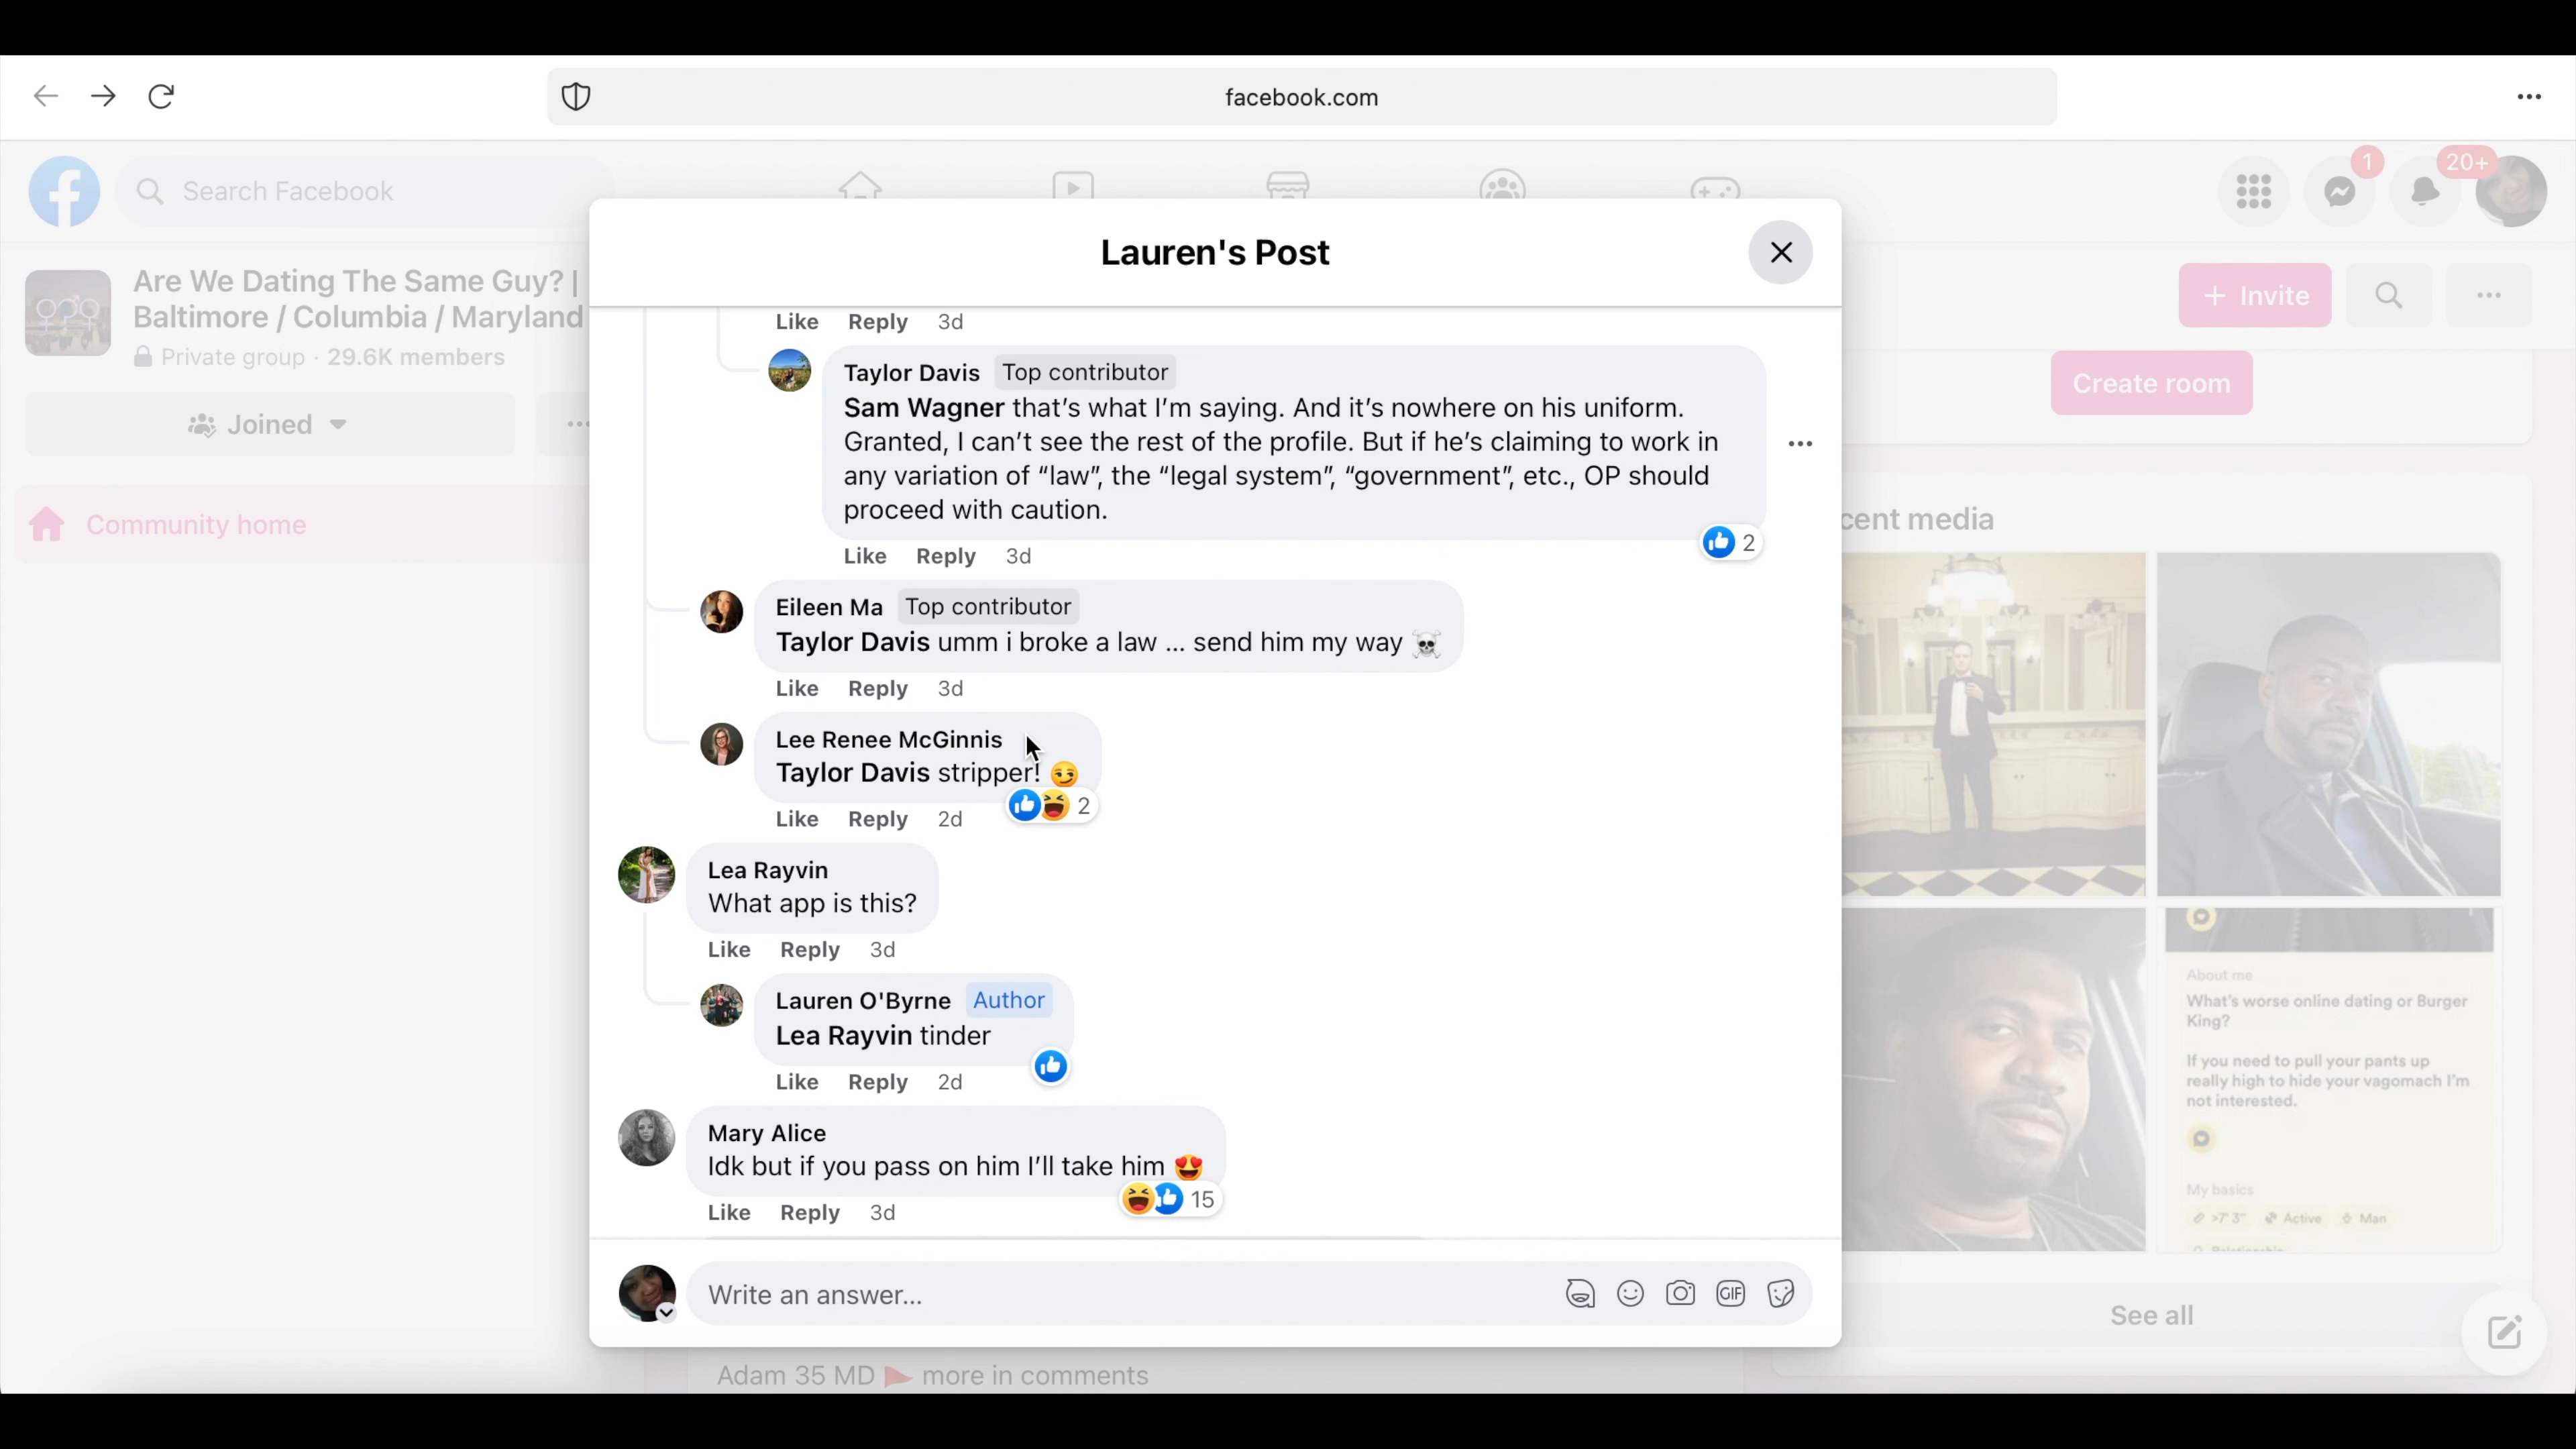 facebook.com
Search Facebook
1
20+
Are We Dating The Same Guy? |
Baltimore / Columbia / Maryland
Private group · 29.6K members
Joined
Community home
+ Invite
Create room
cent media
Lauren's Post
Like Reply 3d
Taylor Davis Top contributor
Sam Wagner that’s what I’m saying. And it’s nowhere on his uniform.
Granted, I can’t see the rest of the profile. But if he’s claiming to work in
any variation of “law”, the “legal system”, “government”, etc., OP should
proceed with caution.
2
Like Reply 3d
Eileen Ma Top contributor
Taylor Davis umm i broke a law ... send him my way ☠️
Like Reply 3d
Lee Renee McGinnis
Taylor Davis stripper! 😏
2
Like Reply 2d
Lea Rayvin
What app is this?
Like Reply 3d
Lauren O'Byrne Author
Lea Rayvin tinder
Like Reply 2d
Mary Alice
Idk but if you pass on him I’ll take him 😍
15
Like Reply 3d
Write an answer...
GIF
About me
What's worse online dating or Burger
King?
If you need to pull your pants up
really high to hide your vagomach I'm
not interested.
My basics
>7' 3" Active Man
Relationship
See all
Adam 35 MD 🚩 more in comments